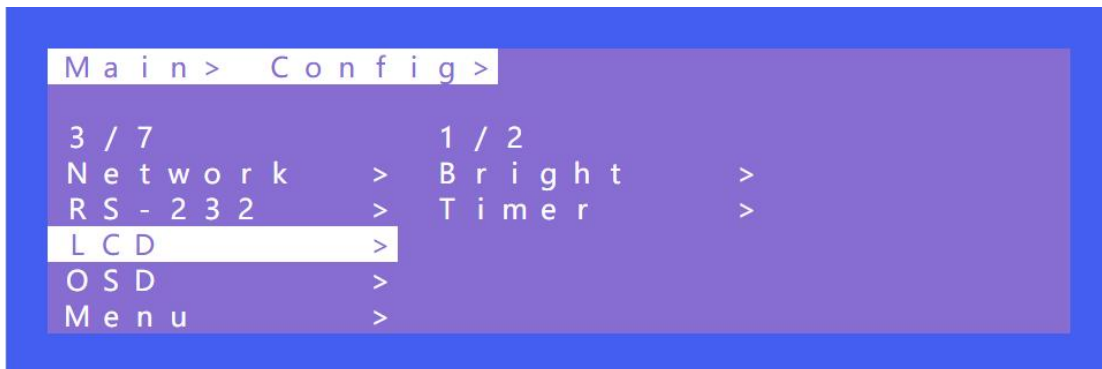 Main> Config>
3/7 1/2
Network > Bright >
RS-232 > Timer >
LCD >
OSD >
Menu >